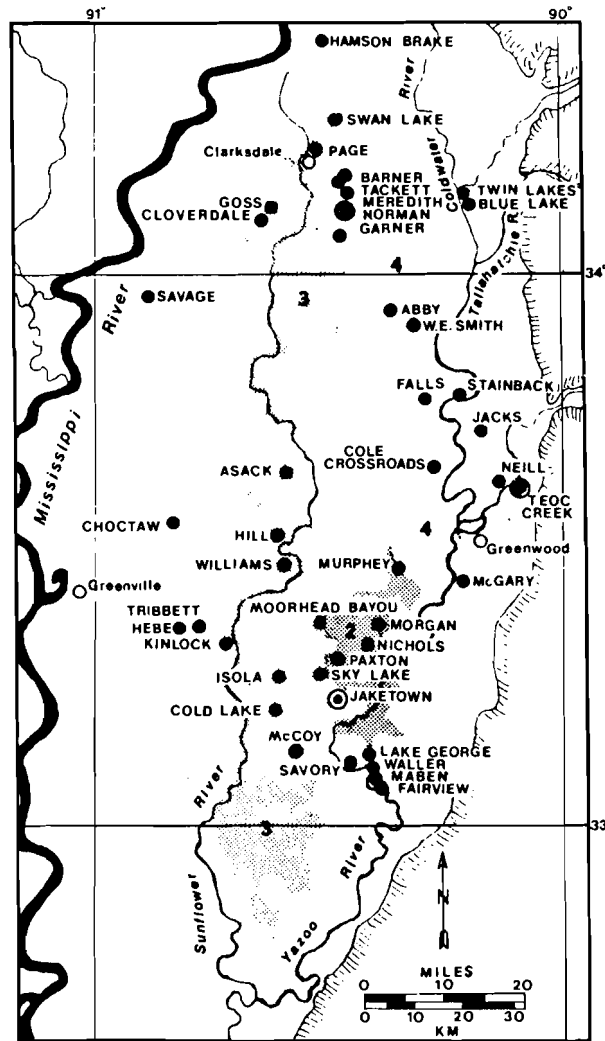 91°
90°
HAMSON BRAKE
River
SWAN LAKE
Clarksdale
PAGE
Coldwater
BARNER
TACKETT
TWIN LAKES
GOSS
MEREDITH
BLUE LAKE
CLOVERDALE
NORMAN
GARNER
Tallahatchie R.
4
34°
River
SAVAGE
3
ABBY
W.E. SMITH
FALLS
STAINBACK
JACKS
Mississippi
COLE
CROSSROADS
ASACK
NEILL
TEOC
CREEK
CHOCTAW
4
HILL
Greenwood
WILLIAMS
MURPHEY
McGARY
Greenville
TRIBBETT
MOORHEAD BAYOU
HEBE
2
MORGAN
KINLOCK
NICHOLS
PAXTON
ISOLA
SKY LAKE
JAKETOWN
COLD LAKE
McCOY
LAKE GEORGE
SAVORY
WALLER
MABEN
FAIRVIEW
River
3
33°
River
Sunflower
Yazoo
N
MILES
0 10 20
0 10 20 30
KM